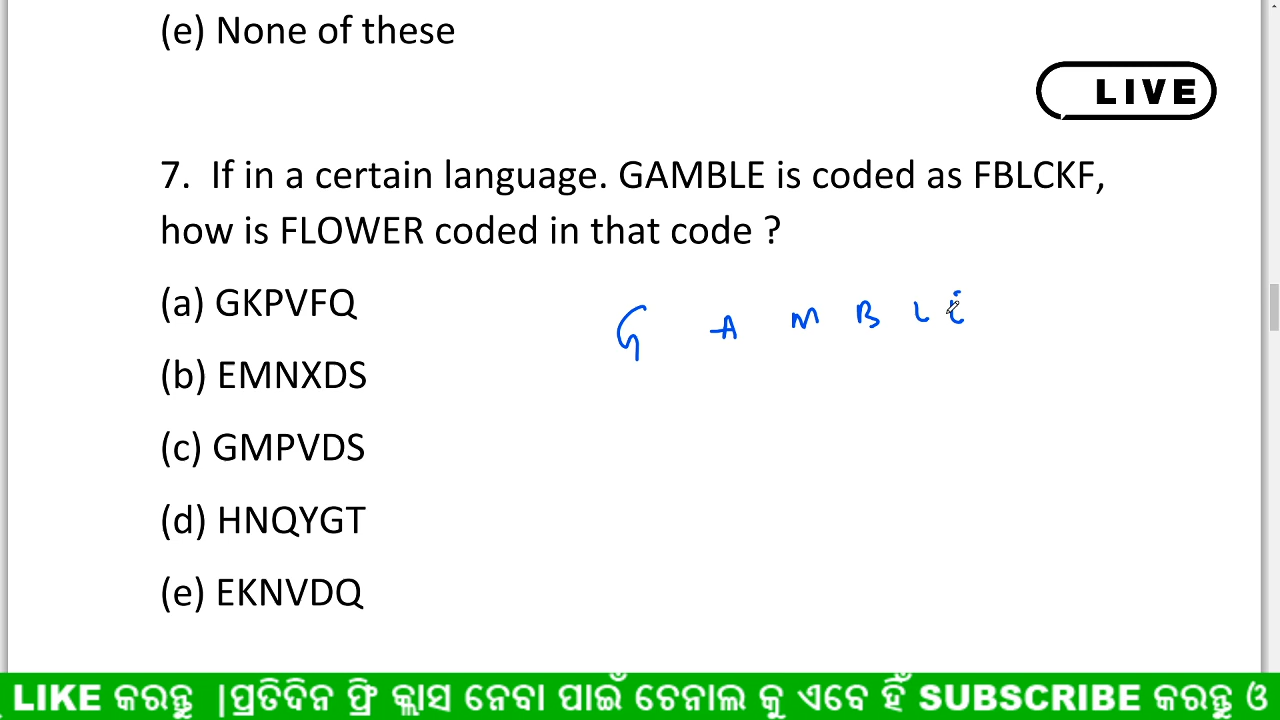 (e) None of these
LIVE
7. If in a certain language. GAMBLE is coded as FBLCKF,
how is FLOWER coded in that code ?
(a) GKPVFQ
G A M B L E
(b) EMNXDS
(c) GMPVDS
(d) HNQYGT
(e) EKNVDQ
LIKE କରନ୍ତୁ |ପ୍ରତିଦିନ ଫ୍ରି କ୍ଲାସ ନେବା ପାଇଁ ଚେନାଲ କୁ ଏବେ ହିଁ SUBSCRIBE କରନ୍ତୁ ଓ